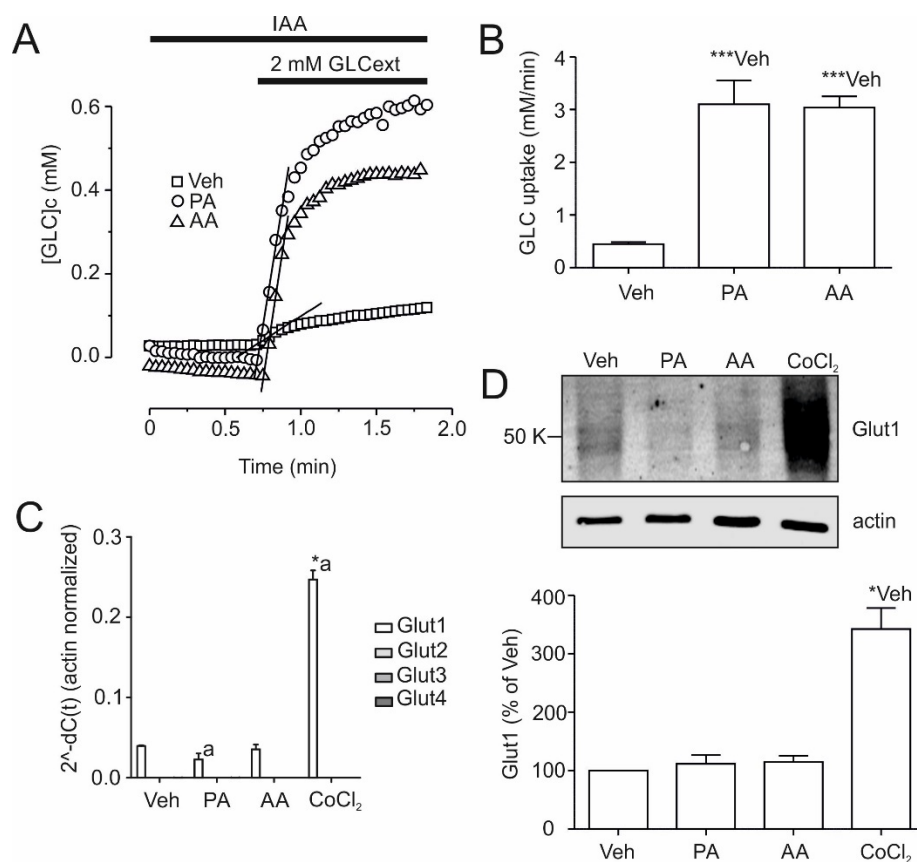 A
IAA
2 mM GLCext
[GLC]c (mM)
0.6
0.4
0.2
0.0
Veh
PA
AA
0
0.5
1.0
1.5
2.0
Time (min)
B
GLC uptake (mM/min)
4
3
2
1
0
***Veh
***Veh
Veh
PA
AA
C
2^-dC(t) (actin normalized)
0.3
0.2
0.1
0.0
a
*a
Glut1
Glut2
Glut3
Glut4
Veh
PA
AA
CoCl₂
D
Veh
PA
AA
CoCl₂
50 K
Glut1
actin
Glut1 (% of Veh)
400
350
300
100
50
0
*Veh
Veh
PA
AA
CoCl₂